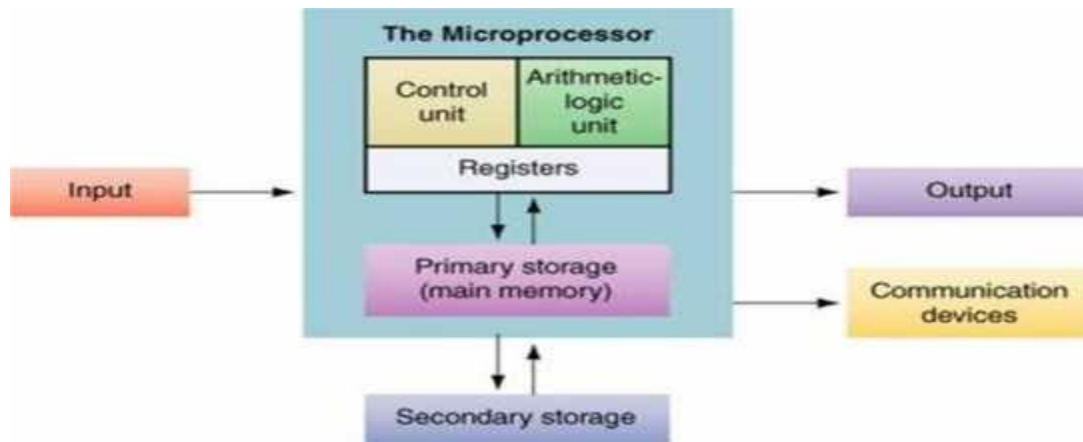 The Microprocessor
Control
unit
Arithmetic-
logic
unit
Registers
Input
Output
Primary storage
(main memory)
Communication
devices
Secondary storage